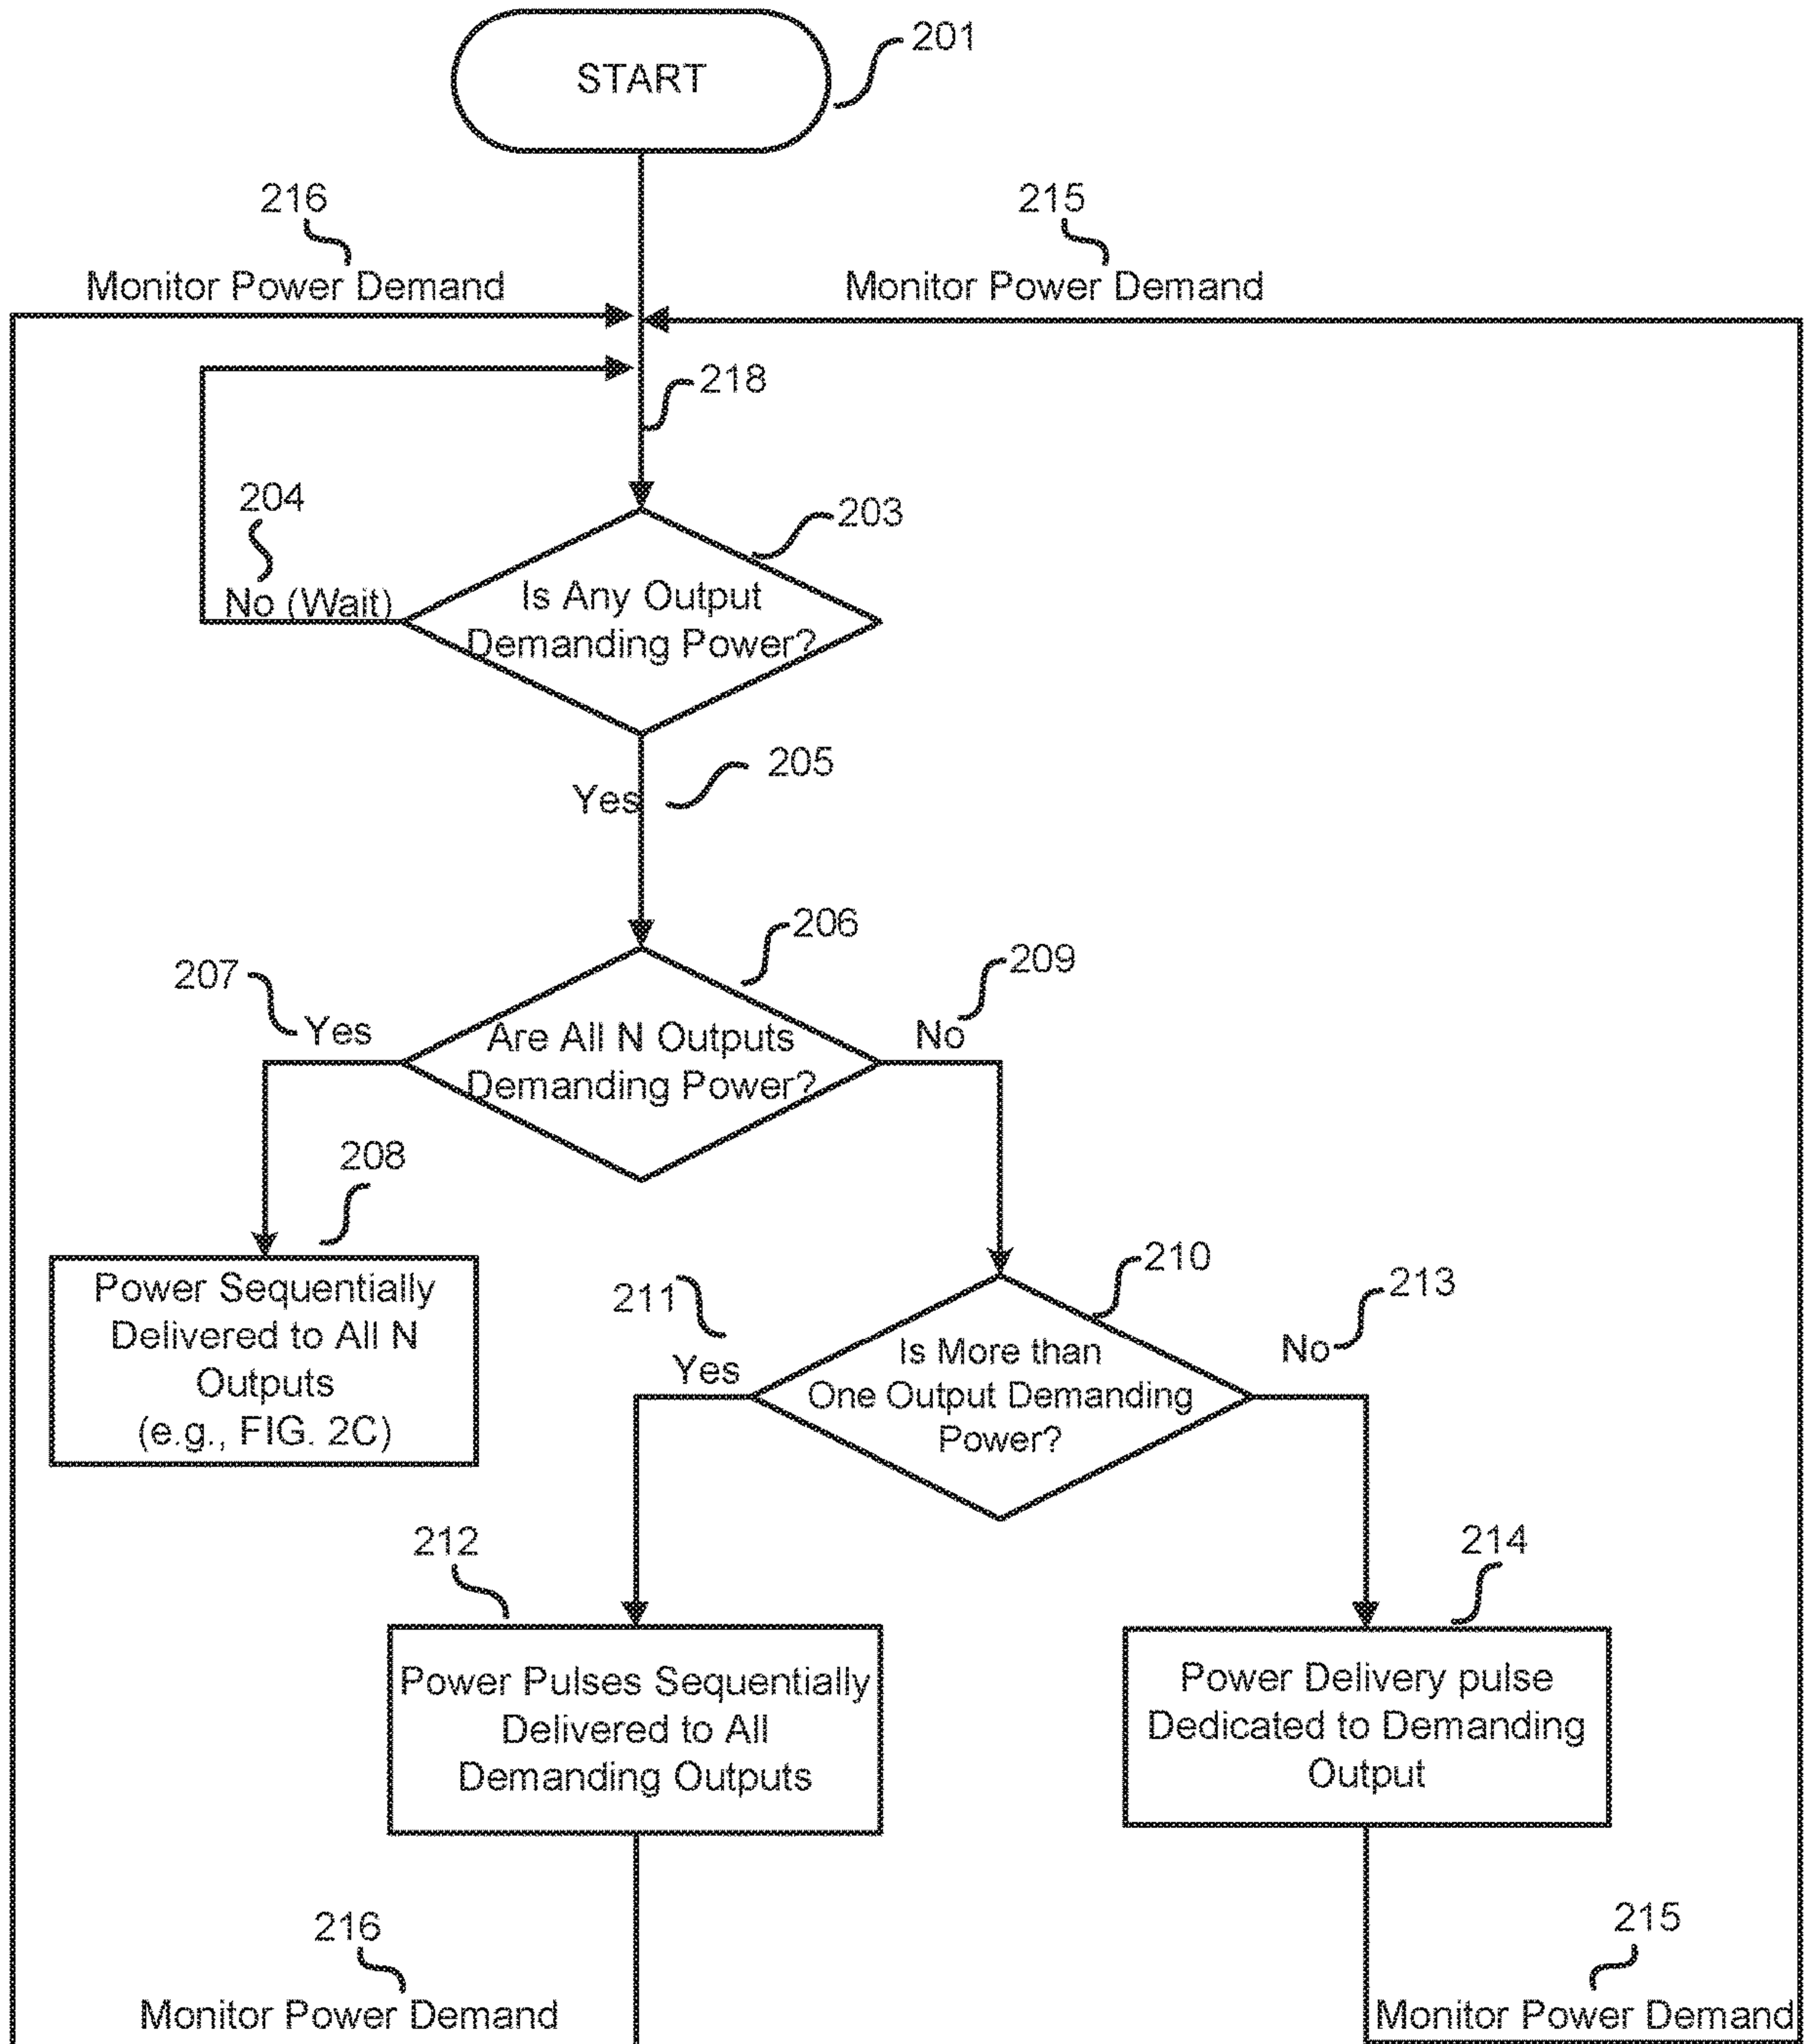 START
201
216
215
Monitor Power Demand
Monitor Power Demand
218
204
203
No (Wait)
Is Any Output
Demanding Power?
205
Yes
206
209
207
Yes
No
Are All N Outputs
Demanding Power?
208
Power Sequentially
Delivered to All N
Outputs
(e.g., FIG. 2C)
210
213
211
Yes
No
Is More than
One Output Demanding
Power?
212
214
Power Pulses Sequentially
Delivered to All
Demanding Outputs
Power Delivery pulse
Dedicated to Demanding
Output
216
215
Monitor Power Demand
Monitor Power Demand